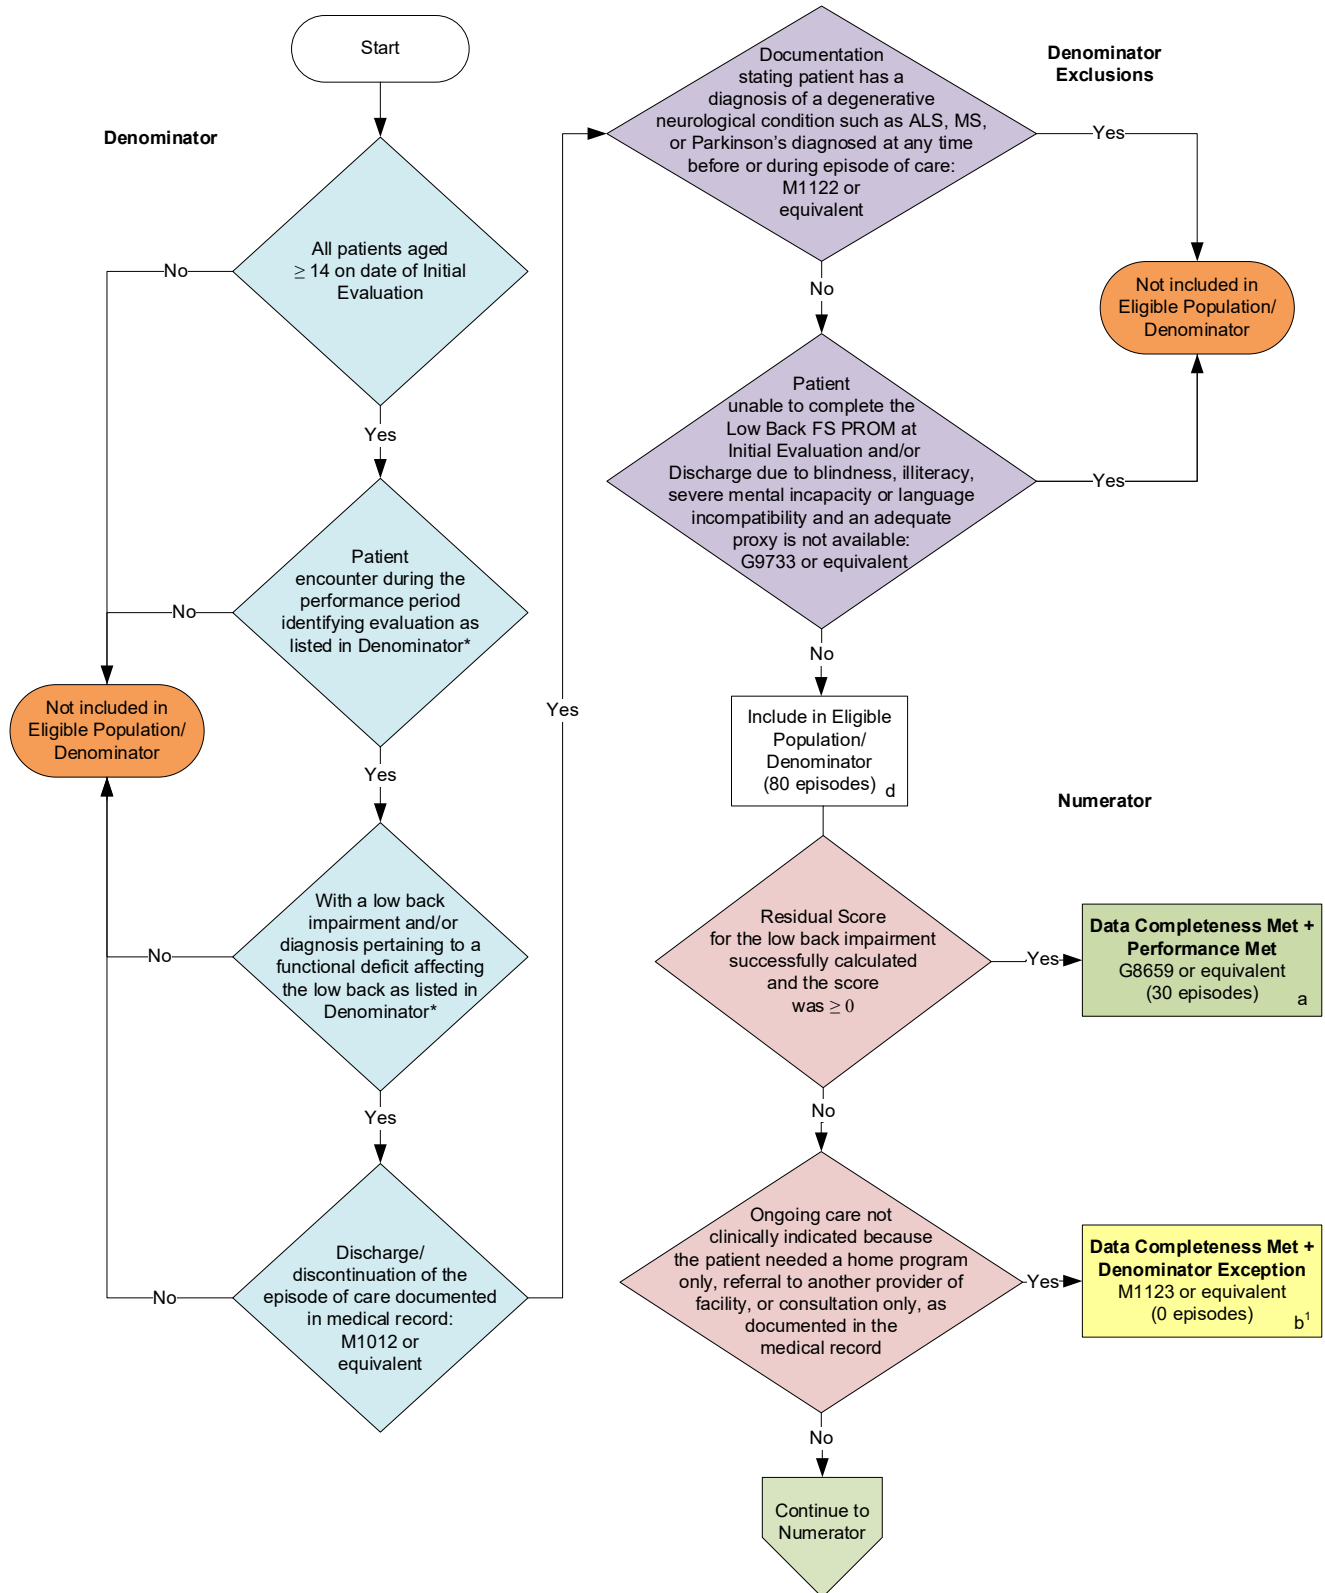 Start
Denominator
All patients aged
≥ 14 on date of Initial
Evaluation
No
Yes
Patient
encounter during the
performance period
identifying evaluation as
listed in Denominator*
No
Not included in
Eligible Population/
Denominator
Yes
With a low back
impairment and/or
diagnosis pertaining to a
functional deficit affecting
the low back as listed in
Denominator*
No
Yes
Discharge/
discontinuation of the
episode of care documented
in medical record:
M1012 or
equivalent
No
Yes
Denominator
Exclusions
Documentation
stating patient has a
diagnosis of a degenerative
neurological condition such as ALS, MS,
or Parkinson's diagnosed at any time
before or during episode of care:
M1122 or
equivalent
Yes
No
Not included in
Eligible Population/
Denominator
Patient
unable to complete the
Low Back FS PROM at
Initial Evaluation and/or
Discharge due to blindness, illiteracy,
severe mental incapacity or language
incompatibility and an adequate
proxy is not available:
G9733 or equivalent
Yes
No
Include in Eligible
Population/
Denominator
(80 episodes) d
Numerator
Residual Score
for the low back impairment
successfully calculated
and the score
was ≥ 0
Yes
Data Completeness Met +
Performance Met
G8659 or equivalent
(30 episodes) a
No
Ongoing care not
clinically indicated because
the patient needed a home program
only, referral to another provider of
facility, or consultation only, as
documented in the
medical record
Yes
Data Completeness Met +
Denominator Exception
M1123 or equivalent
(0 episodes) b¹
No
Continue to
Numerator